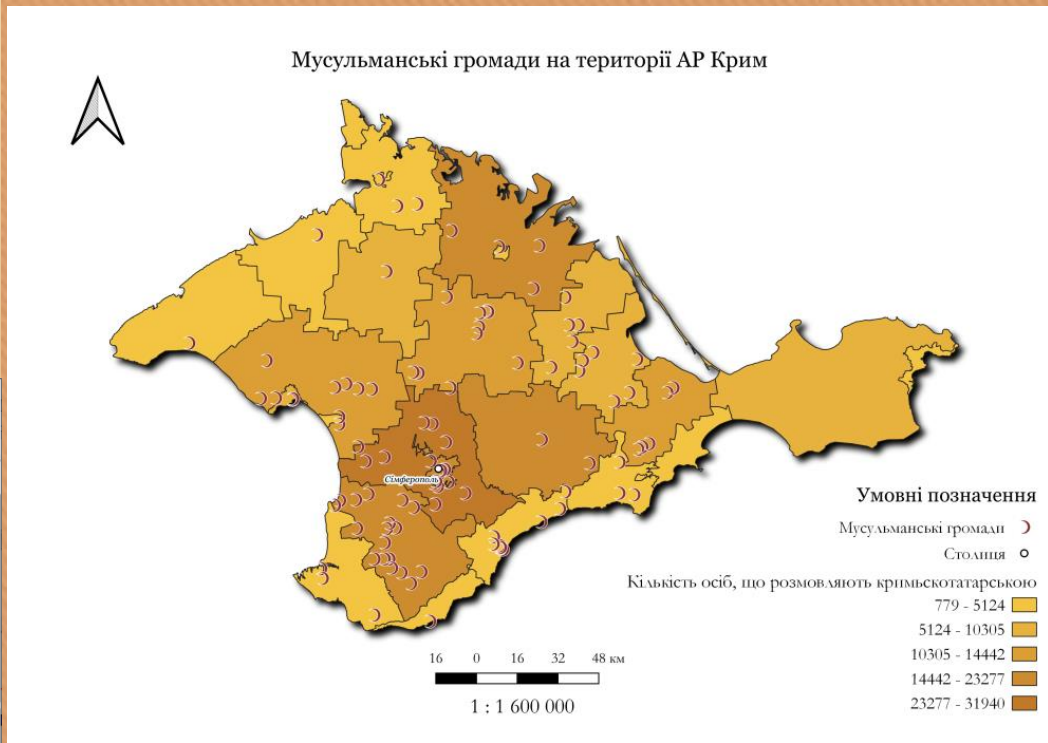 Мусульманські громади на території АР Крим
Сімферополь
Умовні позначення
Мусульманські громади
Столиця
Кількість осіб, що розмовляють кримьскотатарською
779 - 5124
5124 - 10305
10305 - 14442
14442 - 23277
23277 - 31940
16 0 16 32 48 км
1 : 1 600 000